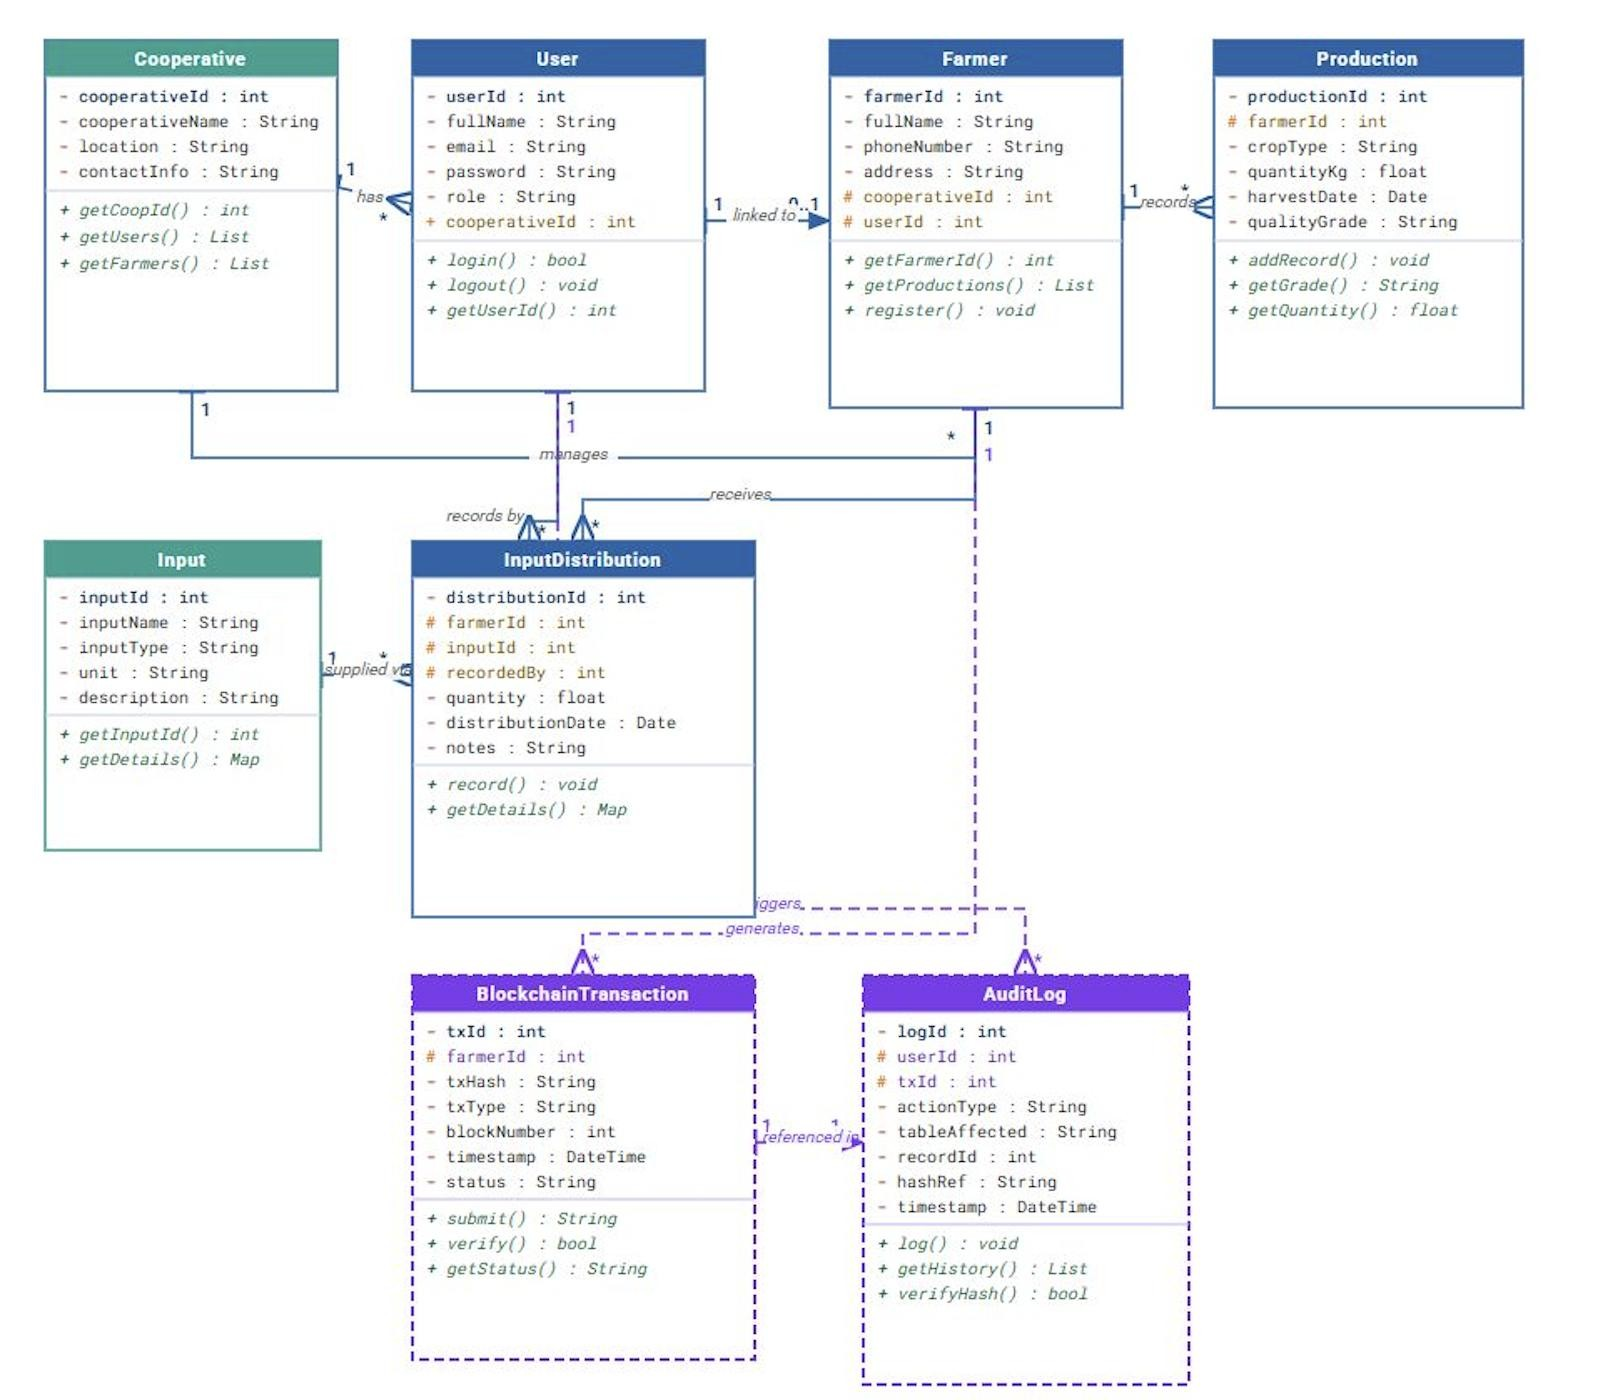 Cooperative
- cooperativeId : int
- cooperativeName : String
- location : String
- contactInfo : String
+ getCoopId() : int
+ getUsers() : List
+ getFarmers() : List
1
has
*
User
- userId : int
- fullName : String
- email : String
- password : String
- role : String
+ cooperativeId : int
+ login() : bool
+ logout() : void
+ getUserId() : int
1
linked to
0..1
Farmer
- farmerId : int
- fullName : String
- phoneNumber : String
- address : String
# cooperativeId : int
# userId : int
+ getFarmerId() : int
+ getProductions() : List
+ register() : void
1
records
*
Production
- productionId : int
# farmerId : int
- cropType : String
- quantityKg : float
- harvestDate : Date
- qualityGrade : String
+ addRecord() : void
+ getGrade() : String
+ getQuantity() : float
1
1
1
*
1
1
manages
receives
records by
*
*
Input
- inputId : int
- inputName : String
- inputType : String
- unit : String
- description : String
+ getInputId() : int
+ getDetails() : Map
1
supplied via
*
InputDistribution
- distributionId : int
# farmerId : int
# inputId : int
# recordedBy : int
- quantity : float
- distributionDate : Date
- notes : String
+ record() : void
+ getDetails() : Map
iggers
generates
*
*
BlockchainTransaction
- txId : int
# farmerId : int
- txHash : String
- txType : String
- blockNumber : int
- timestamp : DateTime
- status : String
+ submit() : String
+ verify() : bool
+ getStatus() : String
1
referenced in
1
AuditLog
- logId : int
# userId : int
# txId : int
- actionType : String
- tableAffected : String
- recordId : int
- hashRef : String
- timestamp : DateTime
+ log() : void
+ getHistory() : List
+ verifyHash() : bool